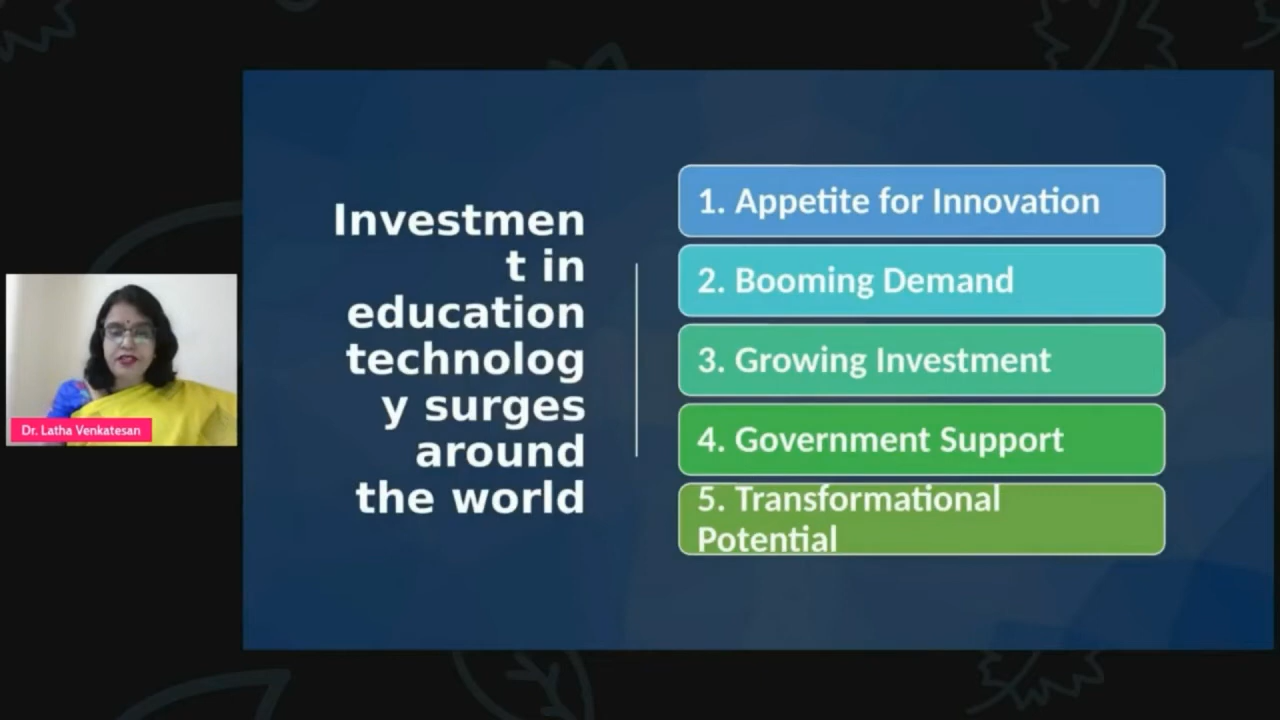 Dr. Latha Venkatesan
Investmen
t in
education
technolog
y surges
around
the world
1. Appetite for Innovation
2. Booming Demand
3. Growing Investment
4. Government Support
5. Transformational
Potential